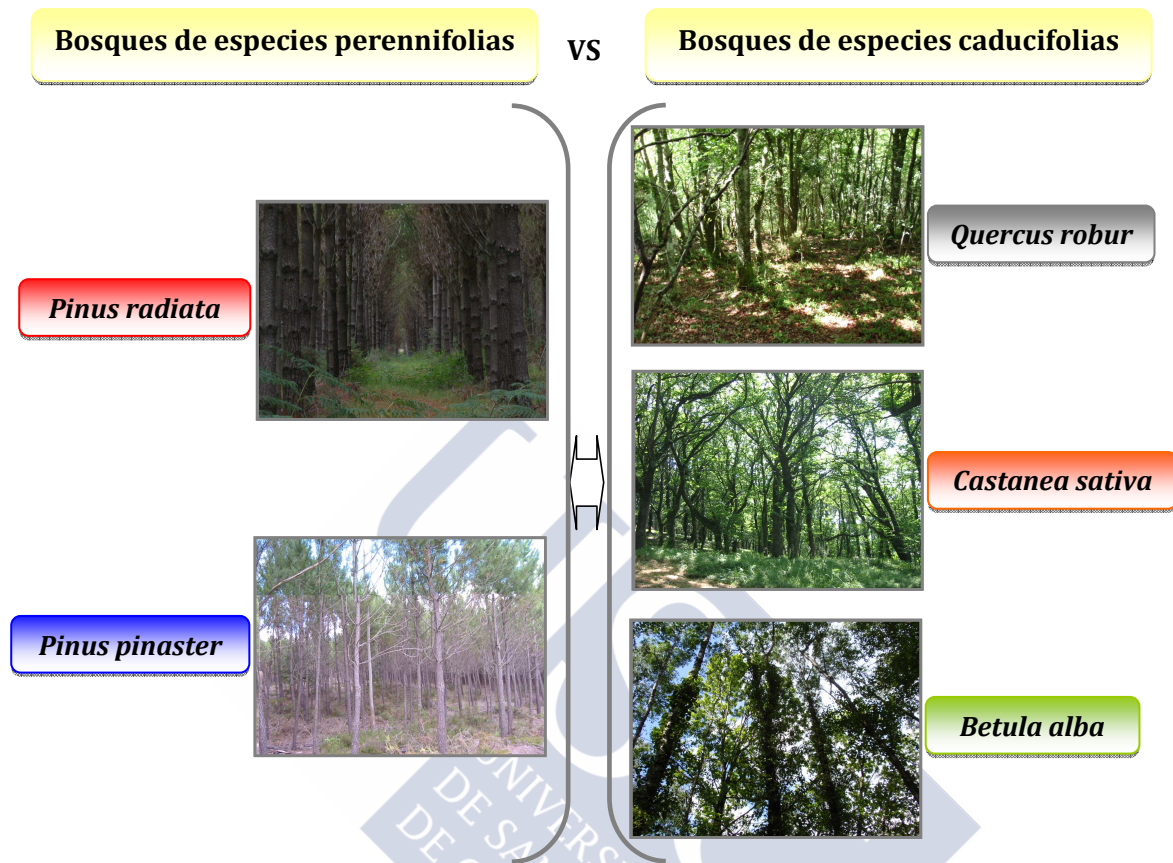 Bosques de especies perennifolias
VS
Bosques de especies caducifolias
Pinus radiata
Pinus pinaster
Quercus robur
Castanea sativa
Betula alba